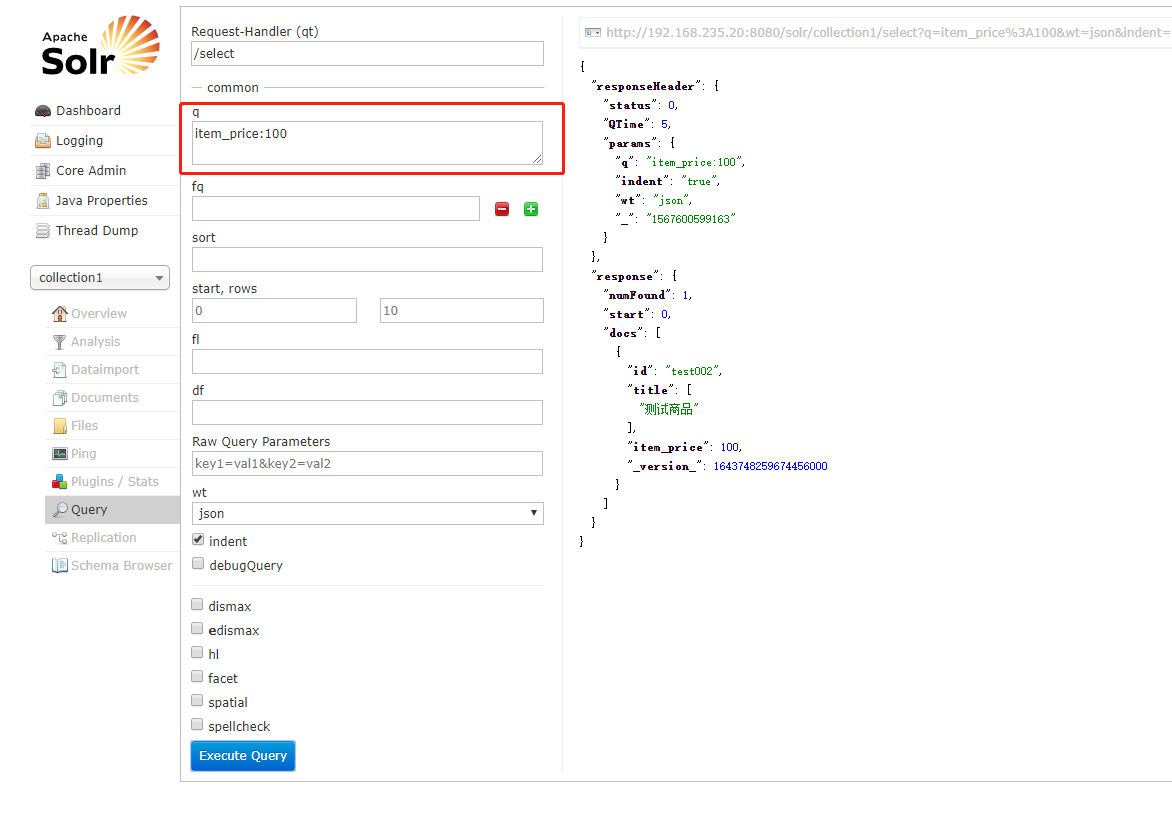 Apache
Solr
Dashboard
Logging
Core Admin
Java Properties
Thread Dump
collection1
Overview
Analysis
Dataimport
Documents
Files
Ping
Plugins / Stats
Query
Replication
Schema Browser
Request-Handler (qt)
/select
common
q
item_price:100
fq
sort
start, rows
0 10
fl
df
Raw Query Parameters
key1=val1&key2=val2
wt
json
indent
debugQuery
dismax
edismax
hl
facet
spatial
spellcheck
Execute Query
http://192.168.235.20:8080/solr/collection1/select?q=item_price%3A100&wt=json&indent=
{
"responseHeader": {
"status": 0,
"QTime": 5,
"params": {
"q": "item_price:100",
"indent": "true",
"wt": "json",
"_": "1567600599163"
}
},
"response": {
"numFound": 1,
"start": 0,
"docs": [
{
"id": "test002",
"title": [
"测试商品"
],
"item_price": 100,
"_version_": 1643748259674456000
}
]
}
}